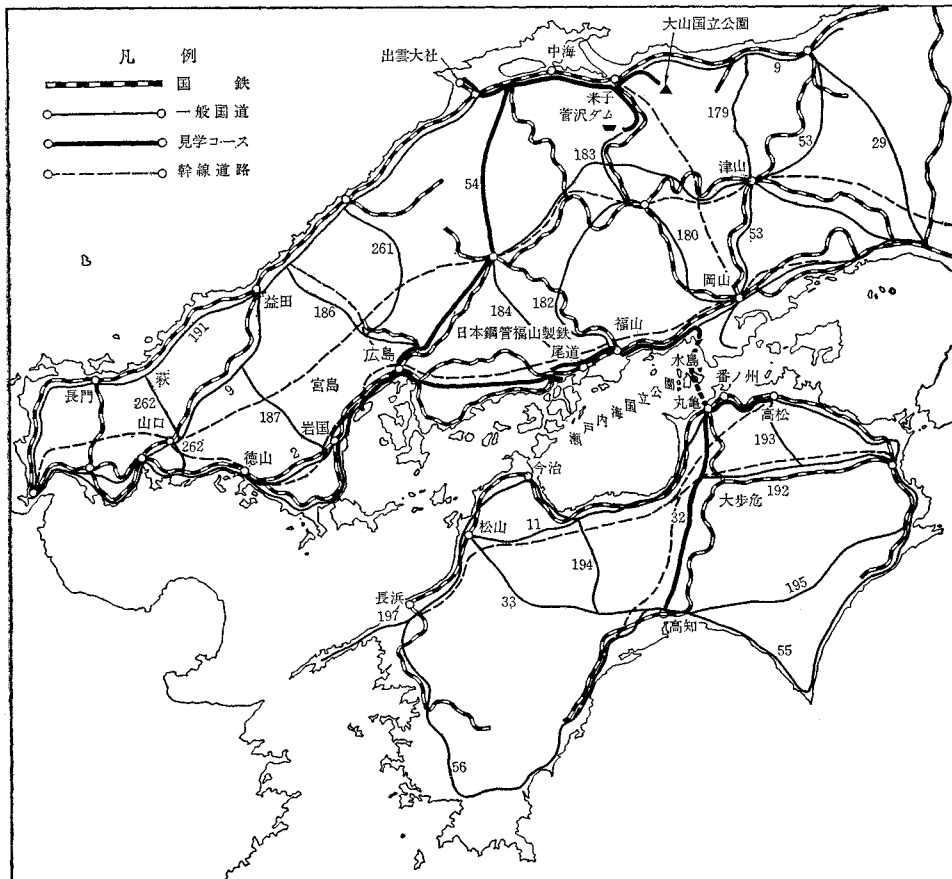 凡 例
国 鉄
一般国道
見学コース
幹線道路
出雲大社
中海
大山国立公園
米子
菅沢ダム
9
179
53
29
183
津山
54
180
53
261
岡山
益田
186
184
182
福山
日本鋼管福山製鉄
尾道
191
広島
水島
番ノ州
萩
長門
262
9
宮島
瀬戸内海国立公園
丸亀
高松
山口
187
岩国
193
262
徳山
2
今治
192
大歩危
11
32
松山
194
195
長浜
33
197
高知
55
56